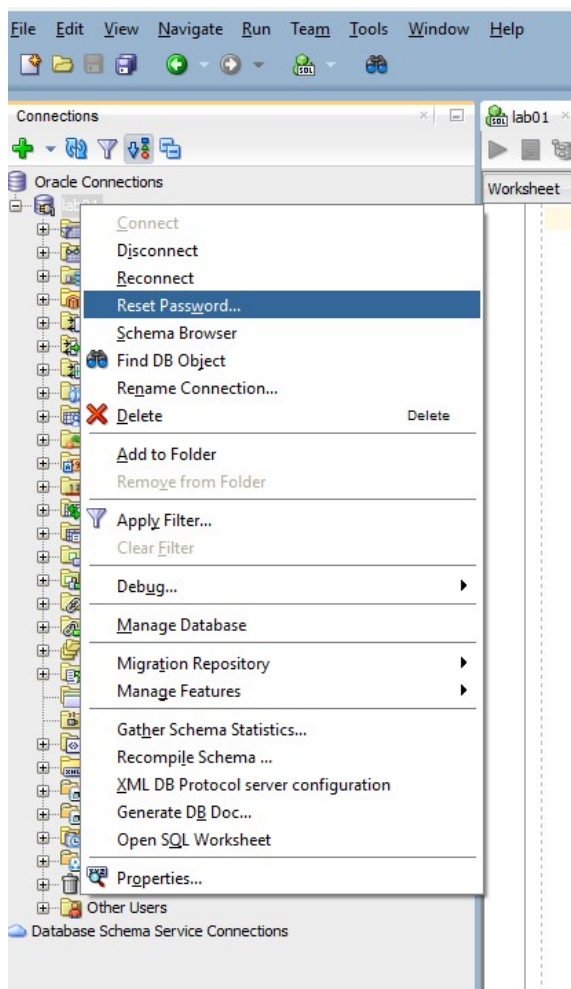 File Edit View Navigate Run Team Tools Window Help
Connections
lab01
Oracle Connections
Worksheet
Connect
Disconnect
Reconnect
Reset Password...
Schema Browser
Find DB Object
Rename Connection...
Delete Delete
Add to Folder
Remove from Folder
Apply Filter...
Clear Filter
Debug...
Manage Database
Migration Repository
Manage Features
Gather Schema Statistics...
Recompile Schema ...
XML DB Protocol server configuration
Generate DB Doc...
Open SQL Worksheet
Properties...
Other Users
Database Schema Service Connections